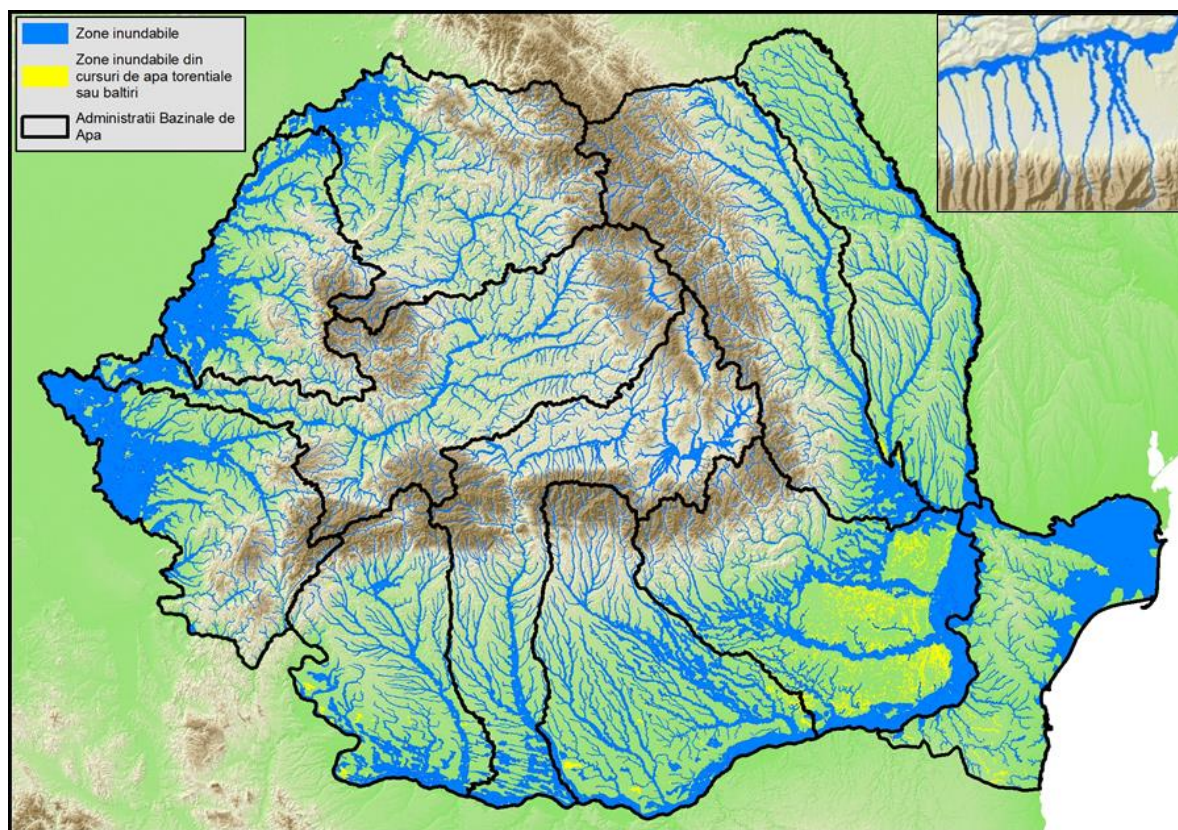 Zone inundabile
Zone inundabile din
cursuri de apa torentiale
sau baltiri
Administratii Bazinale de
Apa